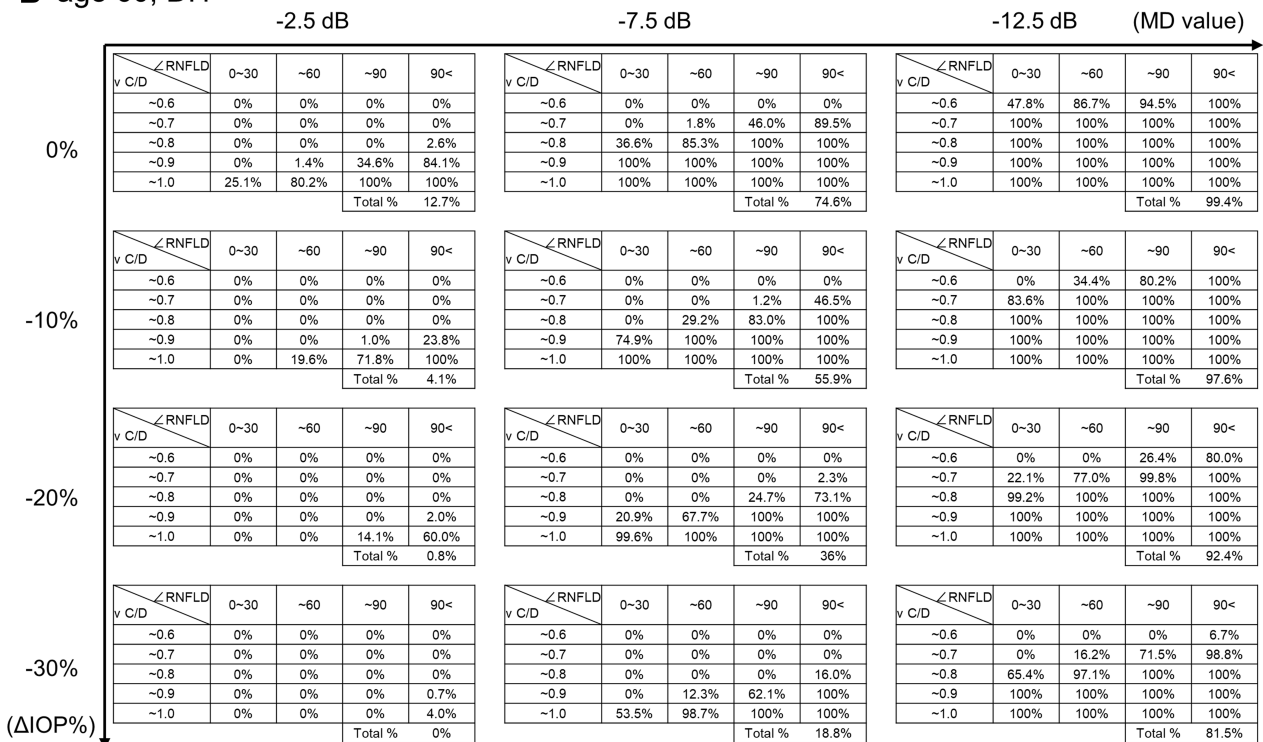 B age
-2.5 dB -7.5 dB -12.5 dB (MD value)
0%
∠RNFLD v C/D 0~30 ~60 ~90 90<
~0.6 0% 0% 0% 0%
~0.7 0% 0% 0% 0%
~0.8 0% 0% 0% 2.6%
~0.9 0% 1.4% 34.6% 84.1%
~1.0 25.1% 80.2% 100% 100%
Total % 12.7%
∠RNFLD v C/D 0~30 ~60 ~90 90<
~0.6 0% 0% 0% 0%
~0.7 0% 1.8% 46.0% 89.5%
~0.8 36.6% 85.3% 100% 100%
~0.9 100% 100% 100% 100%
~1.0 100% 100% 100% 100%
Total % 74.6%
∠RNFLD v C/D 0~30 ~60 ~90 90<
~0.6 47.8% 86.7% 94.5% 100%
~0.7 100% 100% 100% 100%
~0.8 100% 100% 100% 100%
~0.9 100% 100% 100% 100%
~1.0 100% 100% 100% 100%
Total % 99.4%
-10%
∠RNFLD v C/D 0~30 ~60 ~90 90<
~0.6 0% 0% 0% 0%
~0.7 0% 0% 0% 0%
~0.8 0% 0% 0% 0%
~0.9 0% 0% 1.0% 23.8%
~1.0 0% 19.6% 71.8% 100%
Total % 4.1%
∠RNFLD v C/D 0~30 ~60 ~90 90<
~0.6 0% 0% 0% 0%
~0.7 0% 0% 1.2% 46.5%
~0.8 0% 29.2% 83.0% 100%
~0.9 74.9% 100% 100% 100%
~1.0 100% 100% 100% 100%
Total % 55.9%
∠RNFLD v C/D 0~30 ~60 ~90 90<
~0.6 0% 34.4% 80.2% 100%
~0.7 83.6% 100% 100% 100%
~0.8 100% 100% 100% 100%
~0.9 100% 100% 100% 100%
~1.0 100% 100% 100% 100%
Total % 97.6%
-20%
∠RNFLD v C/D 0~30 ~60 ~90 90<
~0.6 0% 0% 0% 0%
~0.7 0% 0% 0% 0%
~0.8 0% 0% 0% 0%
~0.9 0% 0% 0% 2.0%
~1.0 0% 0% 14.1% 60.0%
Total % 0.8%
∠RNFLD v C/D 0~30 ~60 ~90 90<
~0.6 0% 0% 0% 0%
~0.7 0% 0% 0% 2.3%
~0.8 0% 0% 24.7% 73.1%
~0.9 20.9% 67.7% 100% 100%
~1.0 99.6% 100% 100% 100%
Total % 36%
∠RNFLD v C/D 0~30 ~60 ~90 90<
~0.6 0% 0% 26.4% 80.0%
~0.7 22.1% 77.0% 99.8% 100%
~0.8 99.2% 100% 100% 100%
~0.9 100% 100% 100% 100%
~1.0 100% 100% 100% 100%
Total % 92.4%
-30%
∠RNFLD v C/D 0~30 ~60 ~90 90<
~0.6 0% 0% 0% 0%
~0.7 0% 0% 0% 0%
~0.8 0% 0% 0% 0%
~0.9 0% 0% 0% 0.7%
~1.0 0% 0% 0% 4.0%
Total % 0%
∠RNFLD v C/D 0~30 ~60 ~90 90<
~0.6 0% 0% 0% 0%
~0.7 0% 0% 0% 0%
~0.8 0% 0% 0% 16.0%
~0.9 0% 12.3% 62.1% 100%
~1.0 53.5% 98.7% 100% 100%
Total % 18.8%
∠RNFLD v C/D 0~30 ~60 ~90 90<
~0.6 0% 0% 0% 6.7%
~0.7 0% 16.2% 71.5% 98.8%
~0.8 65.4% 97.1% 100% 100%
~0.9 100% 100% 100% 100%
~1.0 100% 100% 100% 100%
Total % 81.5%
(ΔIOP%)